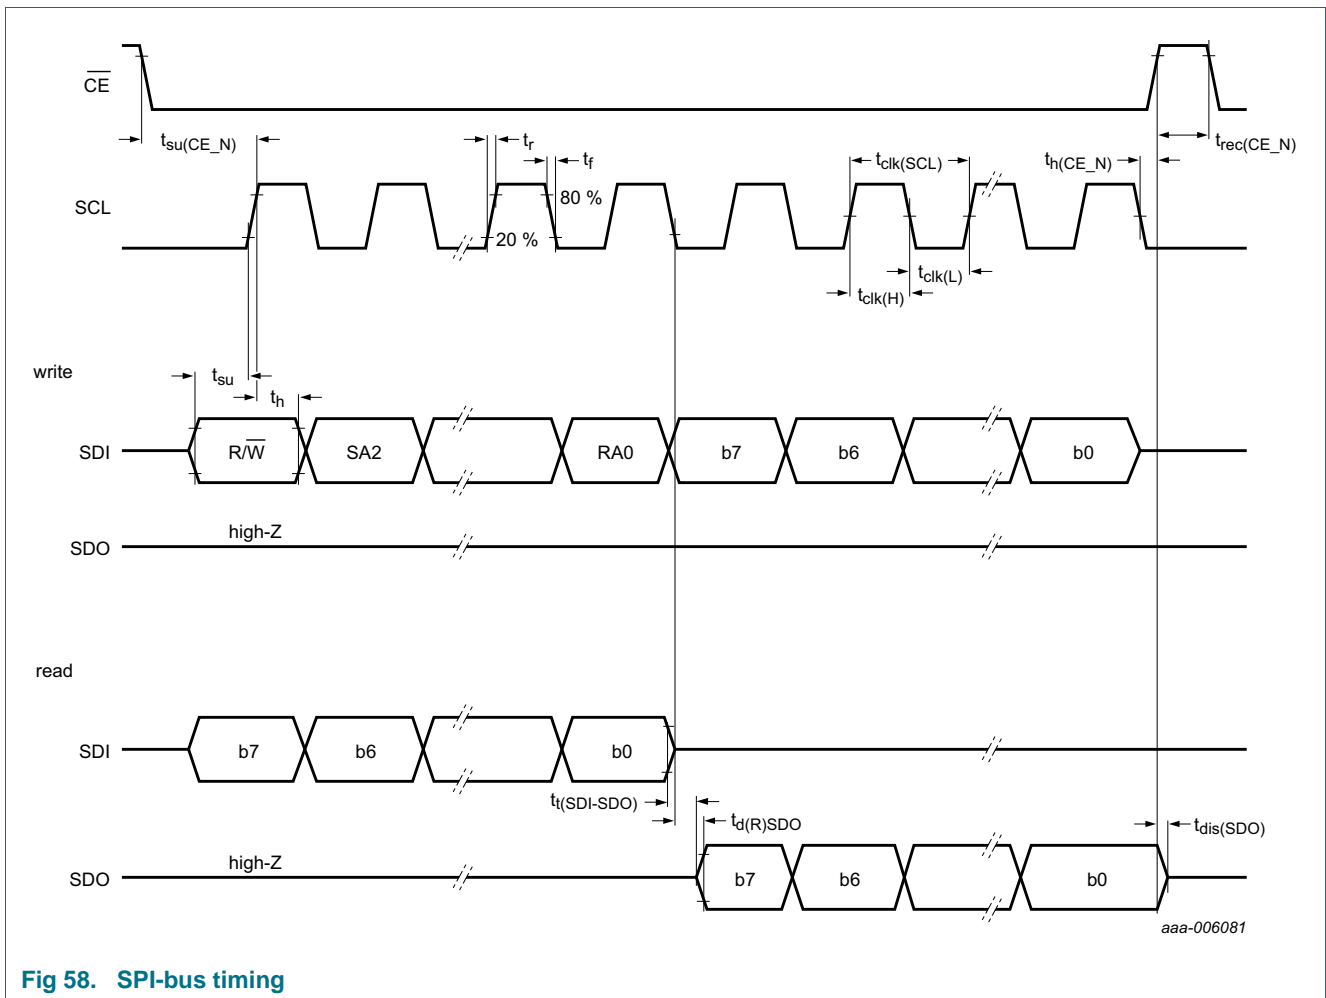 CE
tsu(CE_N)
tr
tf
tclk(SCL)
th(CE_N)
trec(CE_N)
SCL
80 %
20 %
tclk(H)
tclk(L)
write
tsu
th
SDI
R/W
SA2
RA0
b7
b6
b0
SDO
high-Z
read
SDI
b7
b6
b0
tt(SDI-SDO)
td(R)SDO
tdis(SDO)
SDO
high-Z
b7
b6
b0
aaa-006081
Fig 58. SPI-bus timing